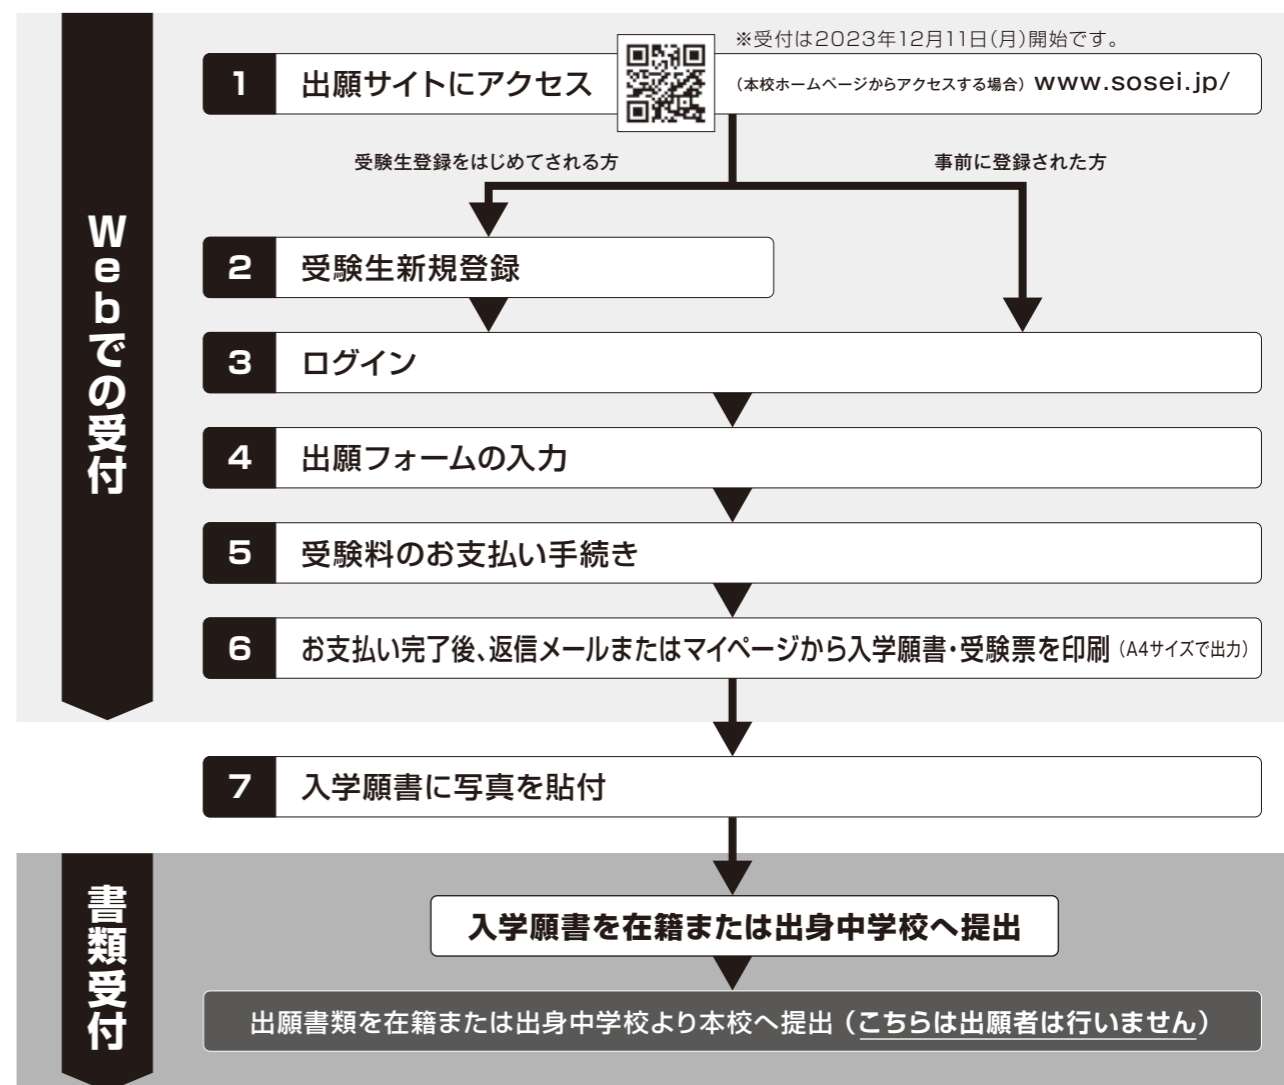 ※受付は2023年12月11日(月)開始です。
1 出願サイトにアクセス (本校ホームページからアクセスする場合) www.sosei.jp/
受験生登録をはじめてされる方 事前に登録された方
Webでの受付
2 受験生新規登録
3 ログイン
4 出願フォームの入力
5 受験料のお支払い手続き
6 お支払い完了後、返信メールまたはマイページから入学願書・受験票を印刷 (A4サイズで出力)
7 入学願書に写真を貼付
書類受付
入学願書を在籍または出身中学校へ提出
出願書類を在籍または出身中学校より本校へ提出 (こちらは出願者は行いません)